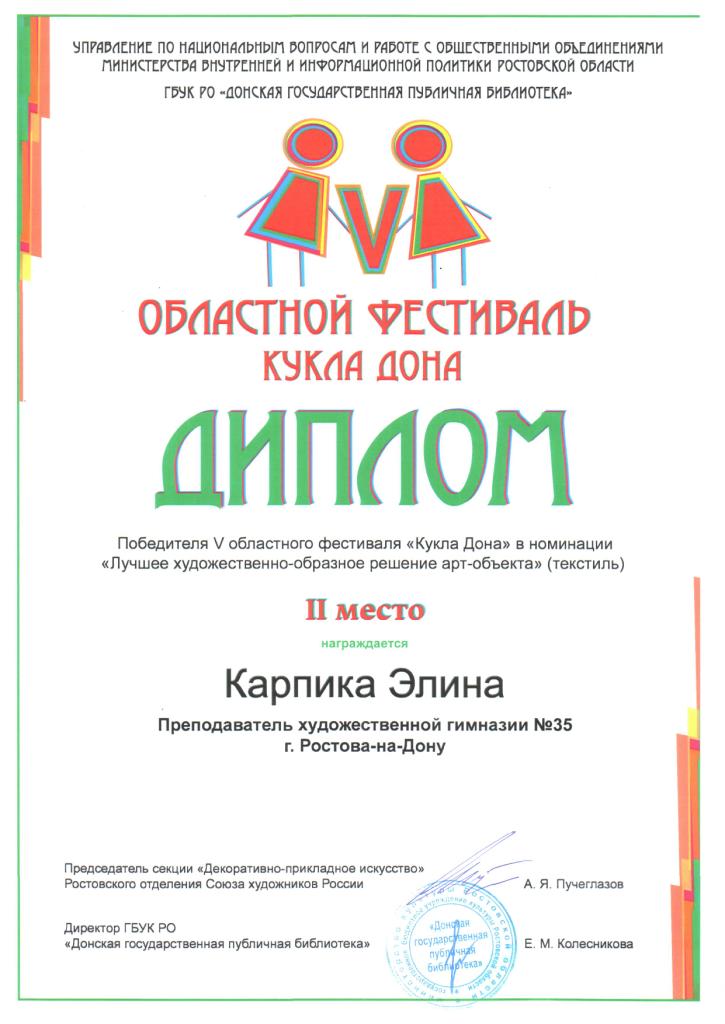 УПРАВЛЕНИЕ ПО НАЦИОНАЛЬНЫМ ВОПРОСАМ И РАБОТЕ С ОБЩЕСТВЕННЫМИ ОБЪЕДИНЕНИЯМИ
МИНИСТЕРСТВА ВНУТРЕННЕЙ И ИНФОРМАЦИОННОЙ ПОЛИТИКИ РОСТОВСКОЙ ОБЛАСТИ
ГБУК РО «ДОНСКАЯ ГОСУДАРСТВЕННАЯ ПУБЛИЧНАЯ БИБЛИОТЕКА»
V
ОБЛАСТНОЙ ФЕСТИВАЛЬ
КУКЛА ДОНА
ДИПЛОМ
Победителя V областного фестиваля «Кукла Дона» в номинации
«Лучшее художественно-образное решение арт-объекта» (текстиль)
II место
награждается
Карпика Элина
Преподаватель художественной гимназии №35
г. Ростова-на-Дону
Председатель секции «Декоративно-прикладное искусство»
Ростовского отделения Союза художников России
А. Я. Пучеглазов
Директор ГБУК РО
«Донская государственная публичная библиотека»
Е. М. Колесникова
«Донская
государственная
публичная
библиотека»